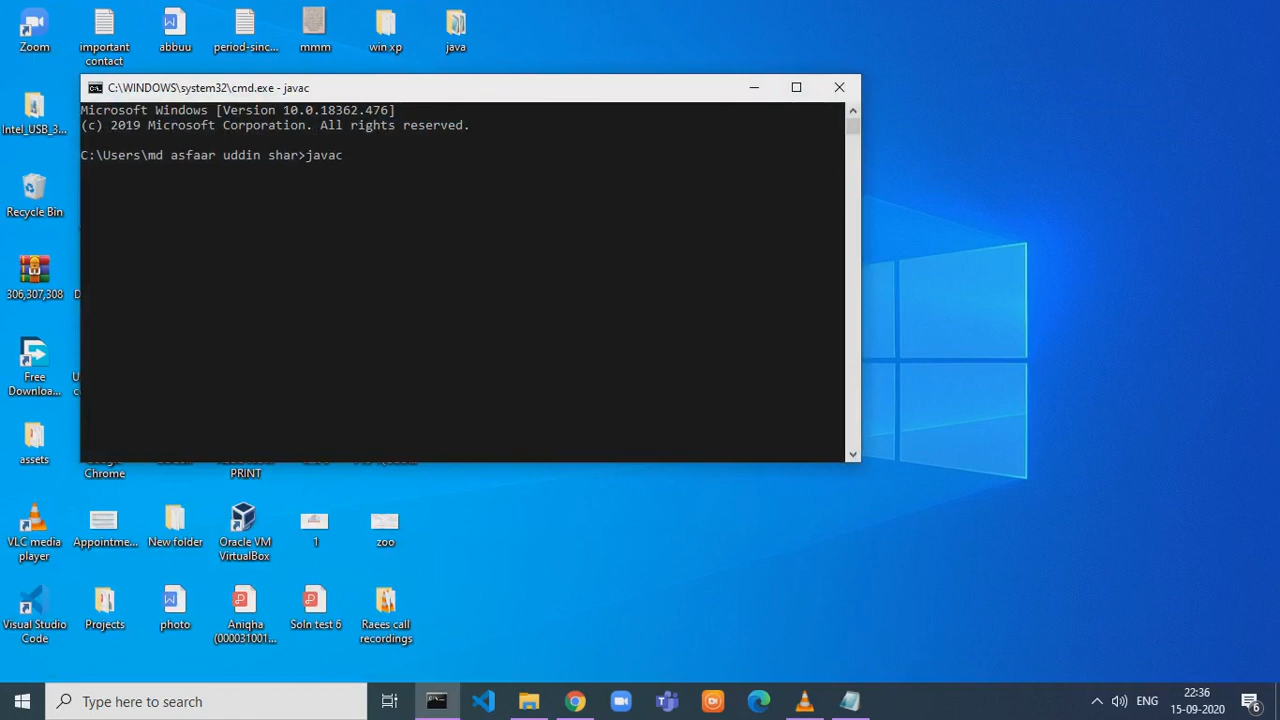 Zoom
important contact
abbuu
period-sinc...
mmm
win xp
java
C:\WINDOWS\system32\cmd.exe - javac
Microsoft Windows [Version 10.0.18362.476]
(c) 2019 Microsoft Corporation. All rights reserved.
C:\Users\md asfaar uddin shar>javac
Intel_USB_3...
Recycle Bin
306,307,308
Free
Downloa...
assets
Chrome
PRINT
VLC media
player
Appointme...
New folder
Oracle VM
VirtualBox
1
zoo
Visual Studio
Code
Projects
photo
Aniqha
(000031001...
Soln test 6
Raees call
recordings
Type here to search
ENG
22:36
15-09-2020
6